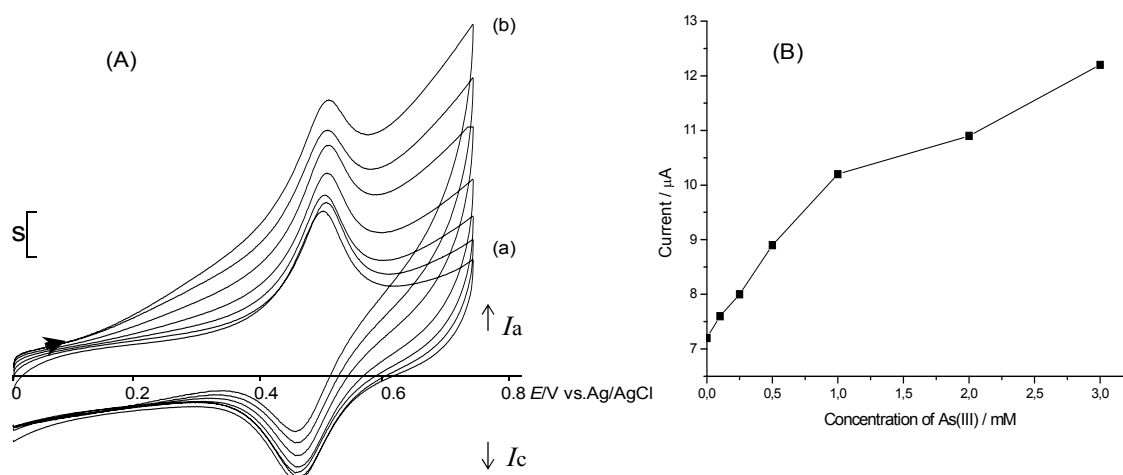 (A)
(b)
(a)
S
Ia
0
0.2
0.4
0.6
0.8
E/V vs.Ag/AgCl
Ic
(B)
13
12
11
10
9
8
7
Current / μA
0,0
0,5
1,0
1,5
2,0
2,5
3,0
Concentration of As(III) / mM